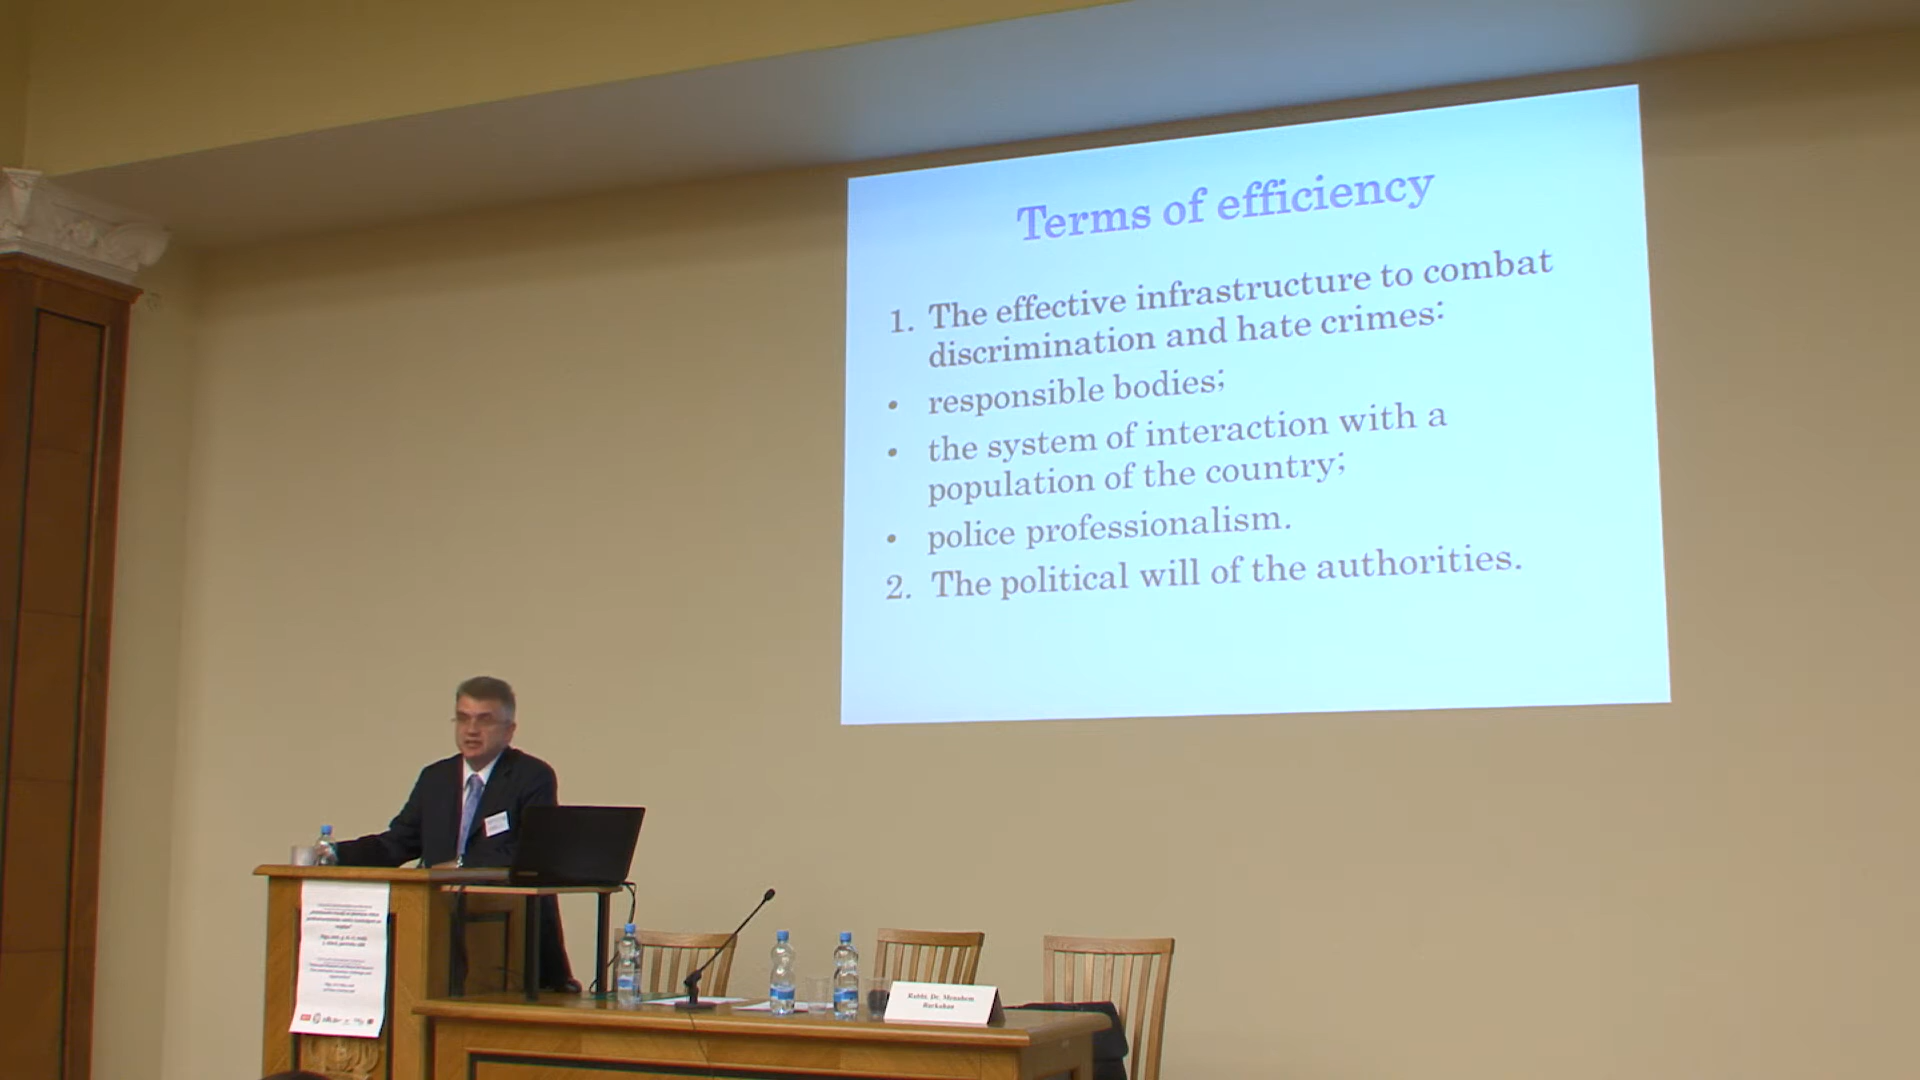 Terms of efficiency
1. The effective infrastructure to combat
discrimination and hate crimes:
• responsible bodies;
• the system of interaction with a
population of the country;
• police professionalism.
2. The political will of the authorities.
Rabbi, Dr. Menahem
Barkahan